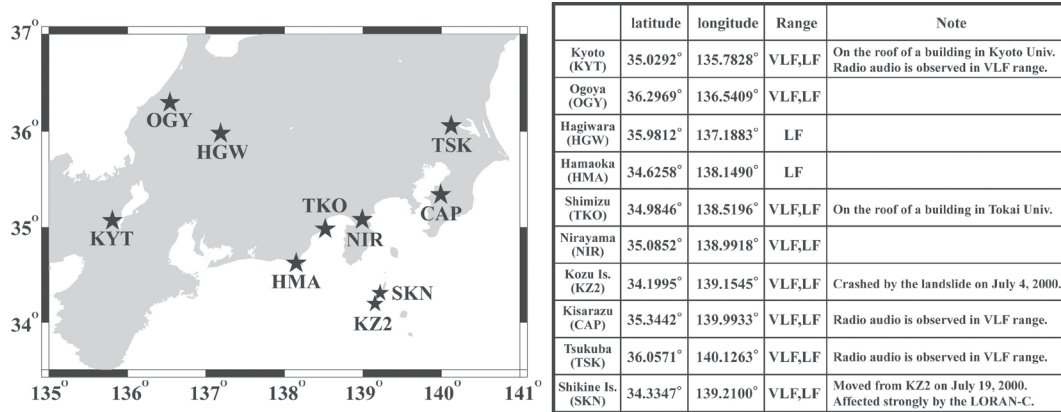 37°
36°
35°
34°
135°
136°
137°
138°
139°
140°
141°
OGY
HGW
TSK
TKO
CAP
KYT
NIR
HMA
SKN
KZ2
latitude longitude Range Note
Kyoto
(KYT) 35.0292° 135.7828° VLF,LF On the roof of a building in Kyoto Univ.
Radio audio is observed in VLF range.
Ogoya
(OGY) 36.2969° 136.5409° VLF,LF
Hagiwara
(HGW) 35.9812° 137.1883° LF
Hamaoka
(HMA) 34.6258° 138.1490° LF
Shimizu
(TKO) 34.9846° 138.5196° VLF,LF On the roof of a building in Tokai Univ.
Nirayama
(NIR) 35.0852° 138.9918° VLF,LF
Kozu Is.
(KZ2) 34.1995° 139.1545° VLF,LF Crashed by the landslide on July 4, 2000.
Kisarazu
(CAP) 35.3442° 139.9933° VLF,LF Radio audio is observed in VLF range.
Tsukuba
(TSK) 36.0571° 140.1263° VLF,LF Radio audio is observed in VLF range.
Shikine Is.
(SKN) 34.3347° 139.2100° VLF,LF Moved from KZ2 on July 19, 2000.
Affected strongly by the LORAN-C.